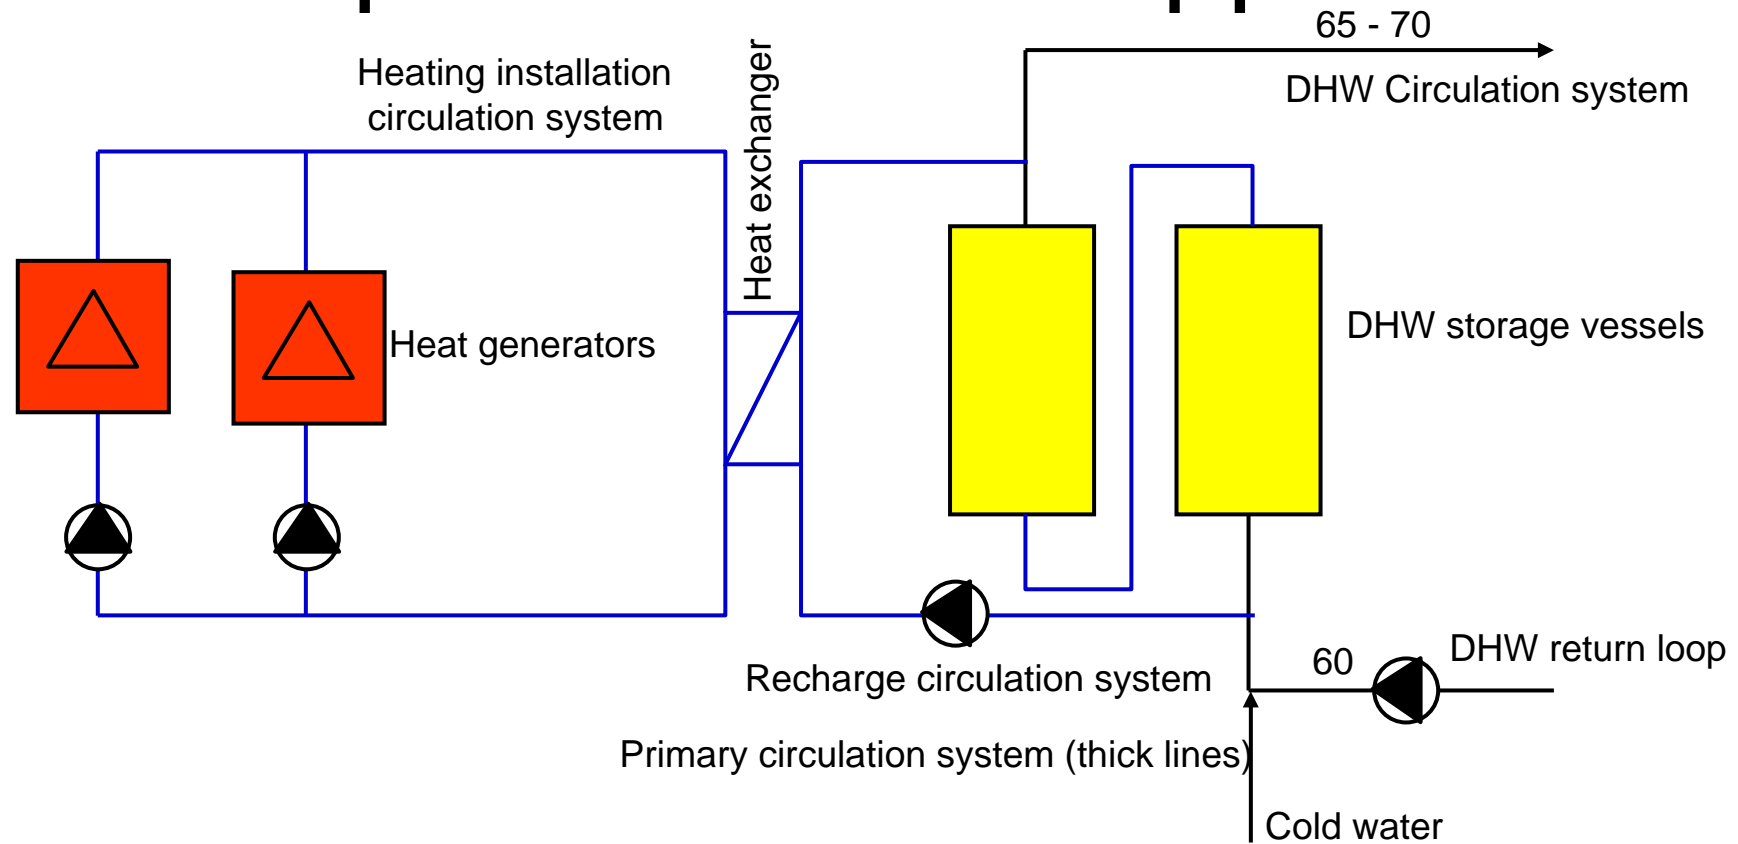 65 - 70
DHW Circulation system
Heating installation
circulation system
Heat exchanger
Heat generators
DHW storage vessels
60
DHW return loop
Recharge circulation system
Primary circulation system (thick lines)
Cold water